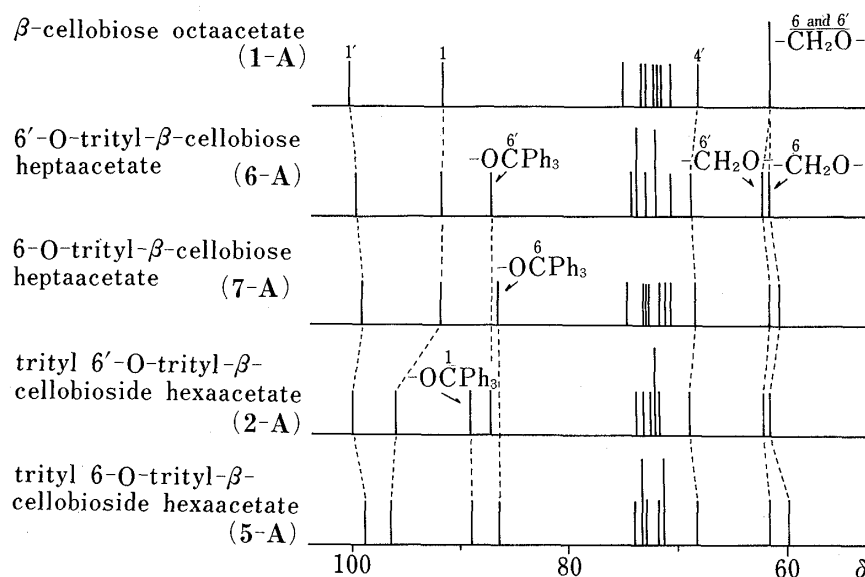 β-cellobiose octaacetate
(1-A)
1′
1
4′
6 and 6′
-CH₂O-
6′-O-trityl-β-cellobiose
heptaacetate
(6-A)
6′
-OCPh₃
6′
-CH₂O-
6
-CH₂O-
6-O-trityl-β-cellobiose
heptaacetate
(7-A)
6
-OCPh₃
trityl 6′-O-trityl-β-
cellobioside hexaacetate
(2-A)
1
-OCPh₃
trityl 6-O-trityl-β-
cellobioside hexaacetate
(5-A)
100
80
60
δ